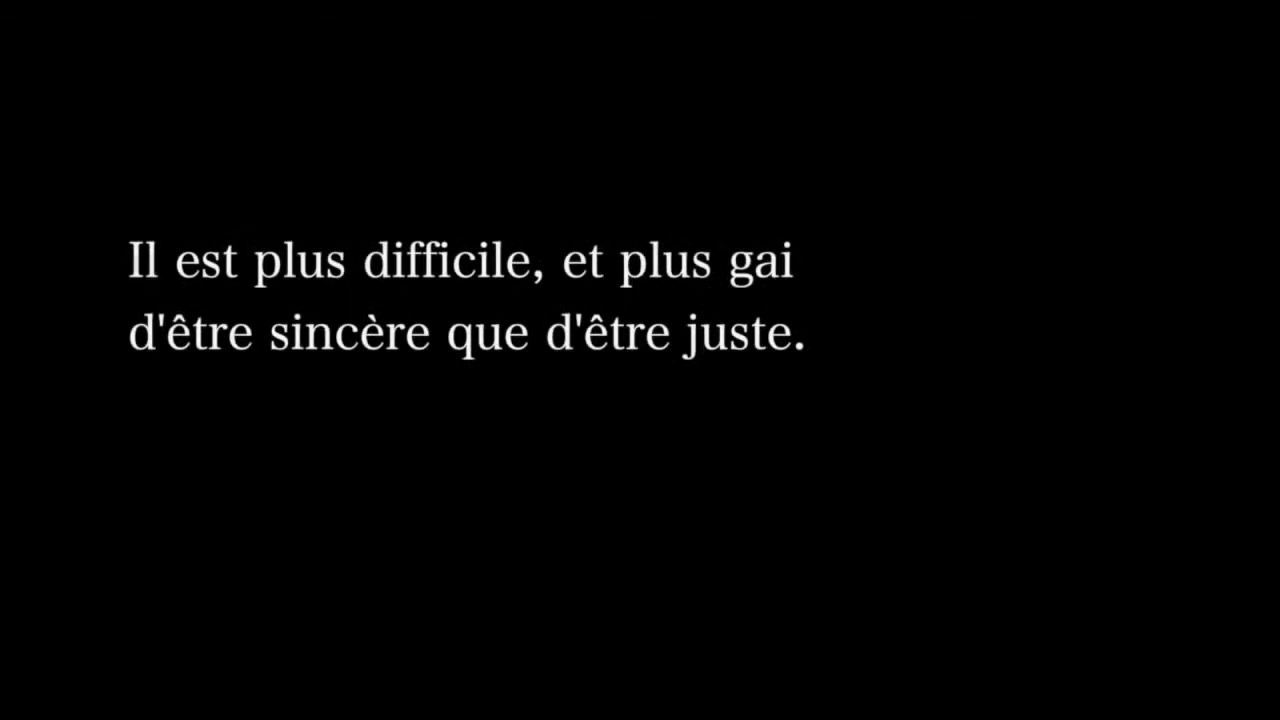 Il est plus difficile, et plus gai
d'être sincère que d'être juste.